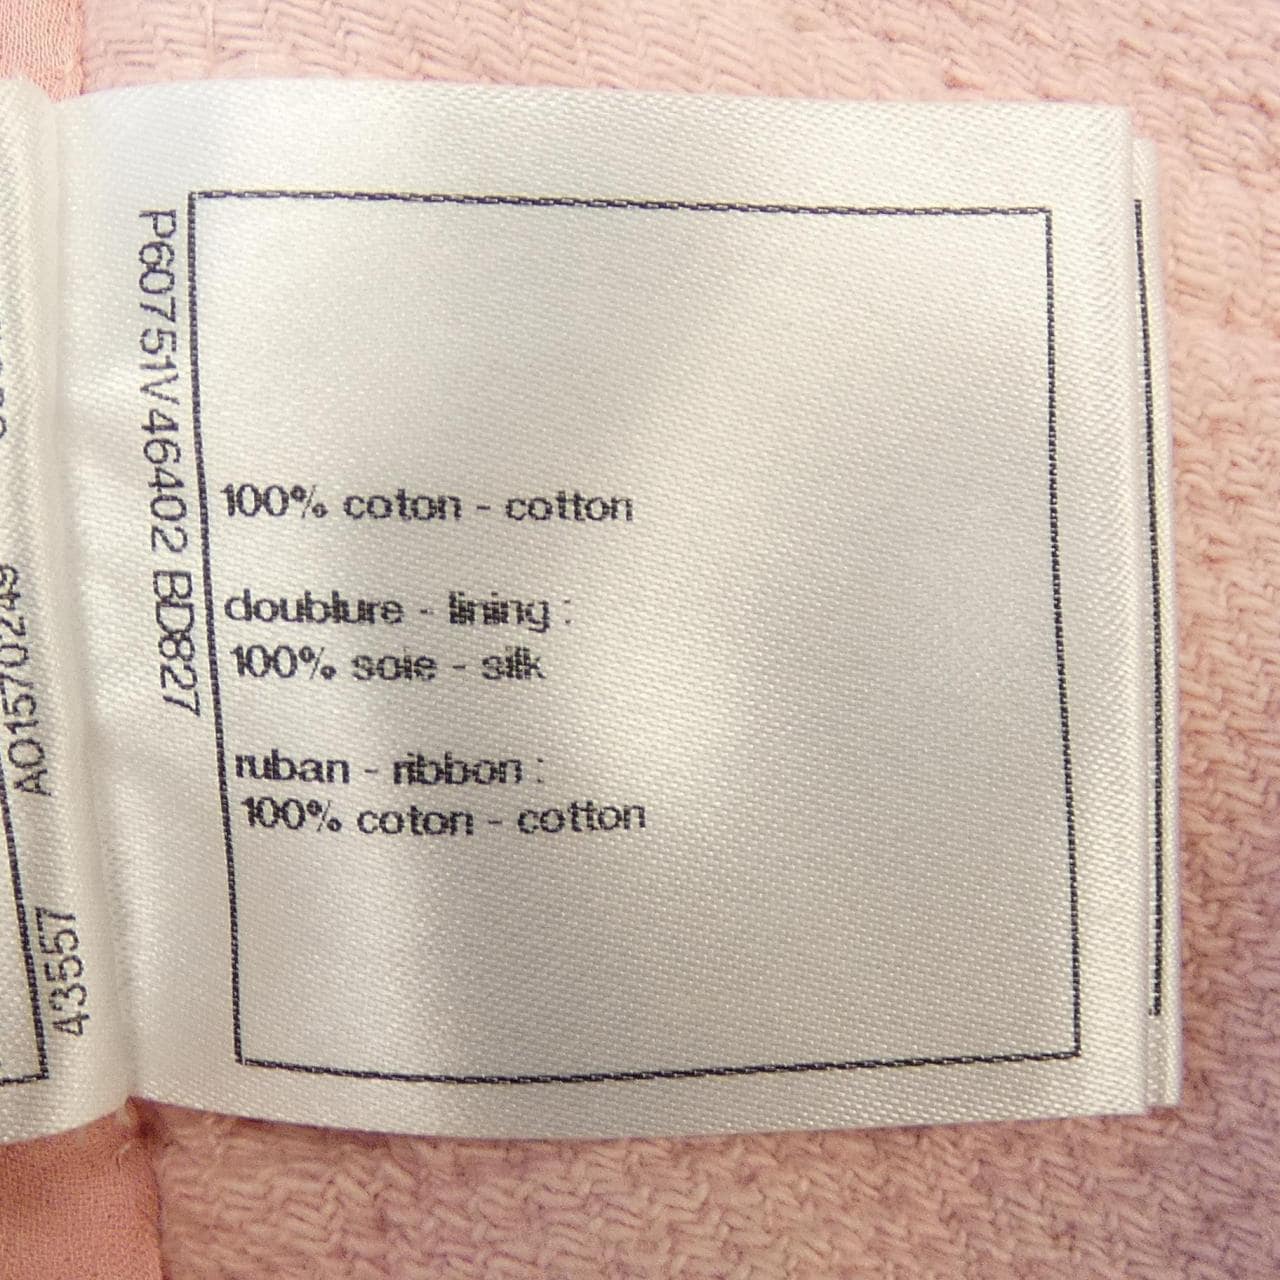 P60751V46402 BD827
100% coton - cotton
doublure - lining :
100% soie - silk
ruban - ribbon :
100% coton - cotton
A01570249
43557